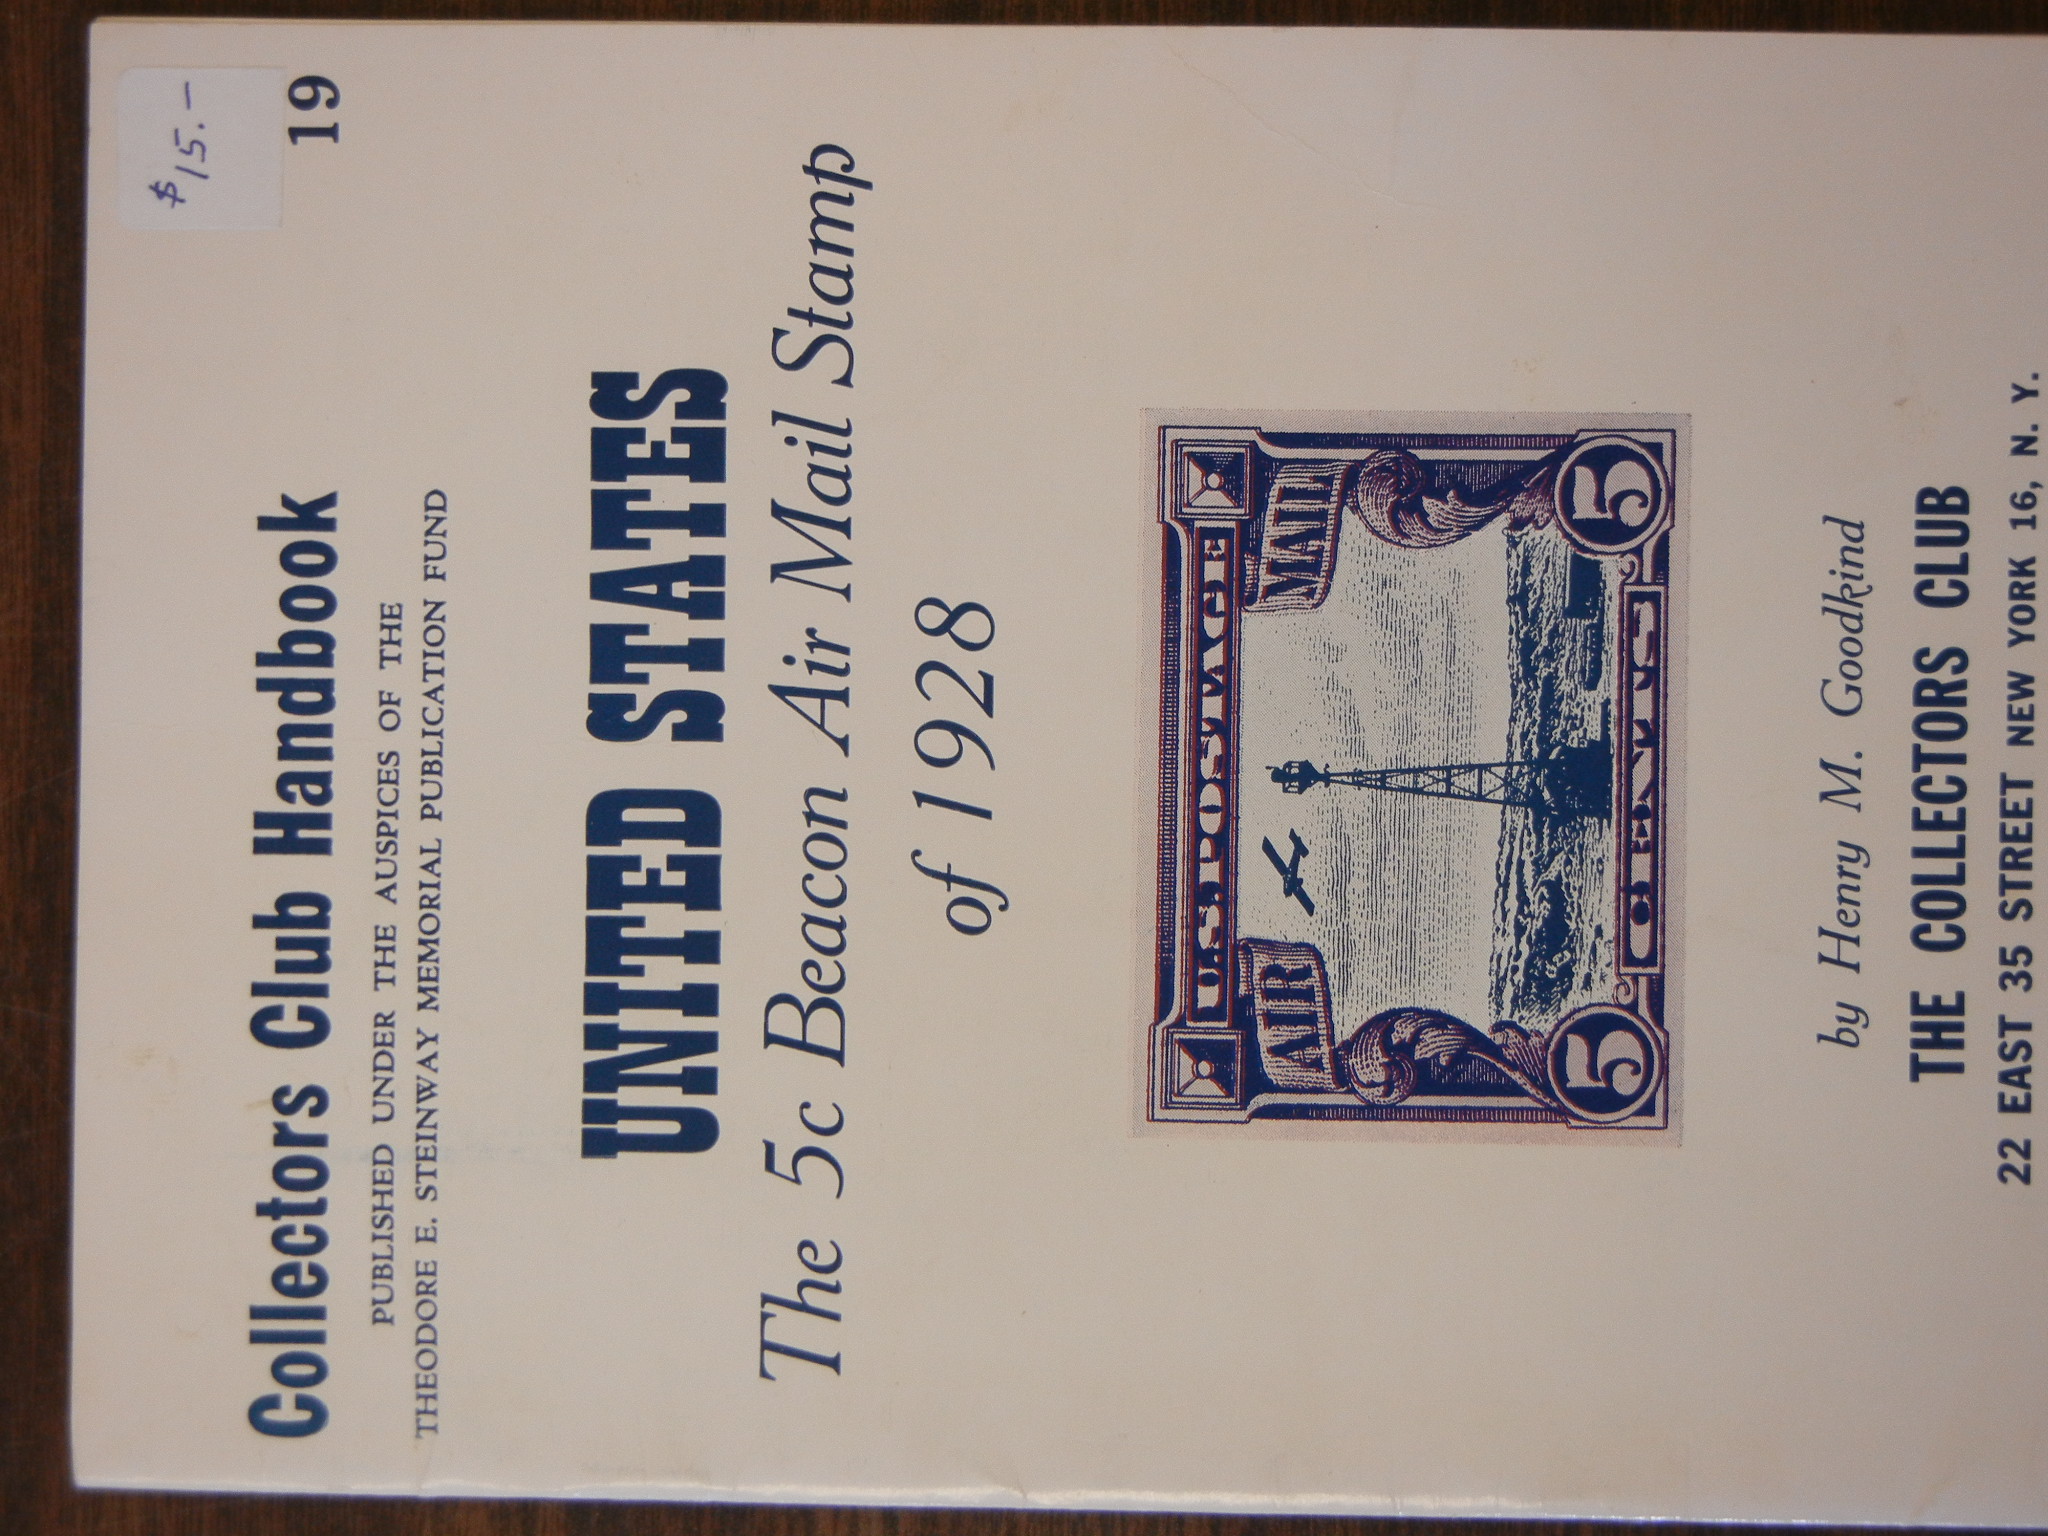 $15.-
Collectors Club Handbook 19
PUBLISHED UNDER THE AUSPICES OF THE
THEODORE E. STEINWAY MEMORIAL PUBLICATION FUND
UNITED STATES
The 5c Beacon Air Mail Stamp
of 1928
U.S. POSTAGE
AIR MAIL
5 CENTS 5
by Henry M. Goodkind
THE COLLECTORS CLUB
22 EAST 35 STREET NEW YORK 16, N. Y.